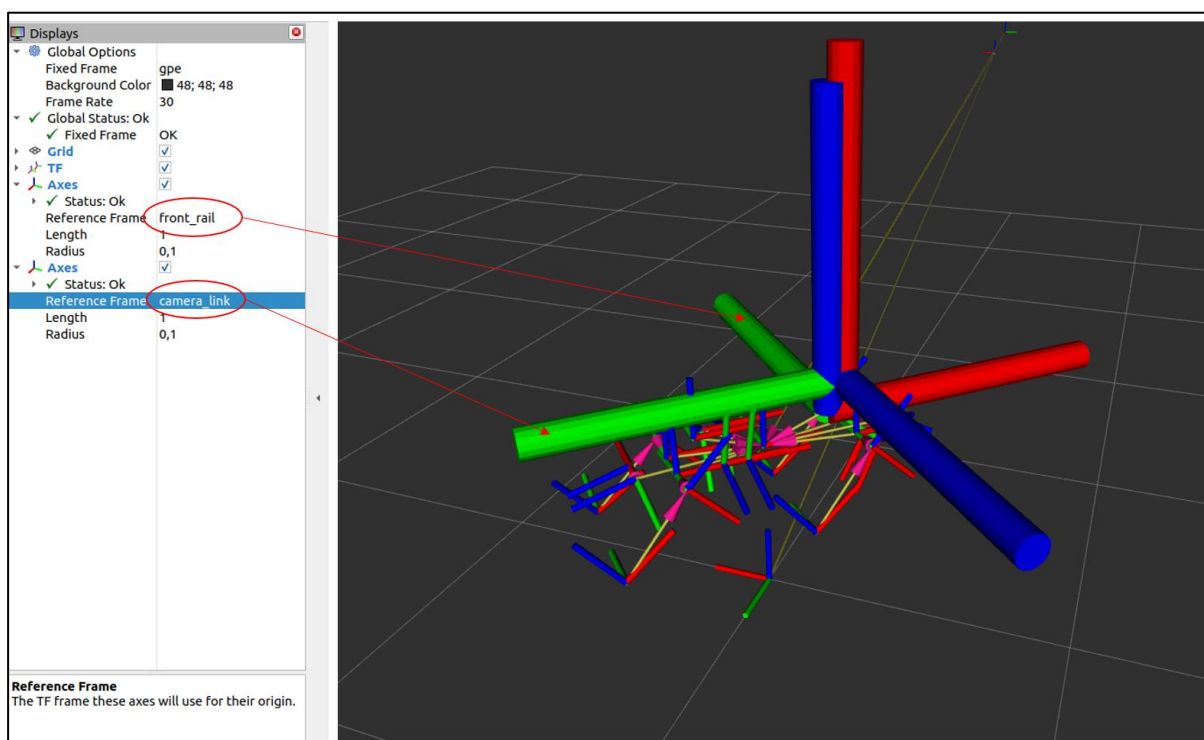 Displays
Global Options
Fixed Frame gpe
Background Color 48; 48; 48
Frame Rate 30
Global Status: Ok
Fixed Frame OK
Grid
TF
Axes
Status: Ok
Reference Frame front_rail
Length 1
Radius 0,1
Axes
Status: Ok
Reference Frame camera_link
Length 1
Radius 0,1
Reference Frame
The TF frame these axes will use for their origin.